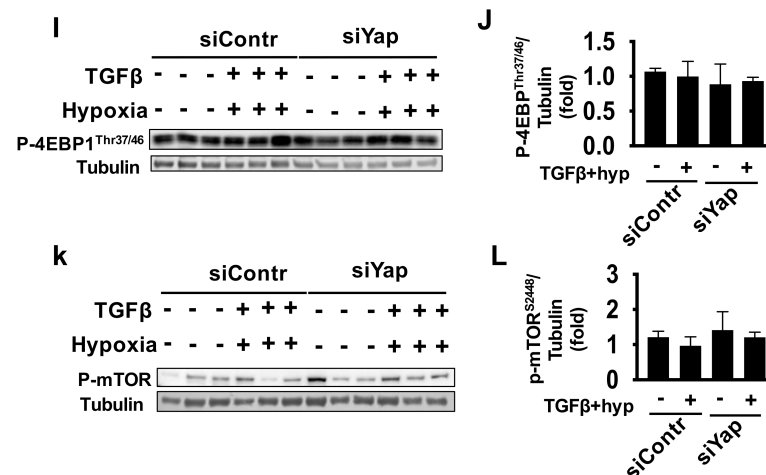 I
siContr siYap
TGFβ - - - + + + - - - + + +
Hypoxia - - - + + + - - - + + +
P-4EBP1Thr37/46
Tubulin
J
P-4EBPThr37/46/
Tubulin
(fold)
1.5
1.0
0.5
0.0
TGFβ+hyp - + - +
siContr siYap
k
siContr siYap
TGFβ - - - + + + - - - + + +
Hypoxia - - - + + + - - - + + +
P-mTOR
Tubulin
L
p-mTORS2448/
Tubulin
(fold)
3
2
1
0
TGFβ+hyp - + - +
siContr siYap